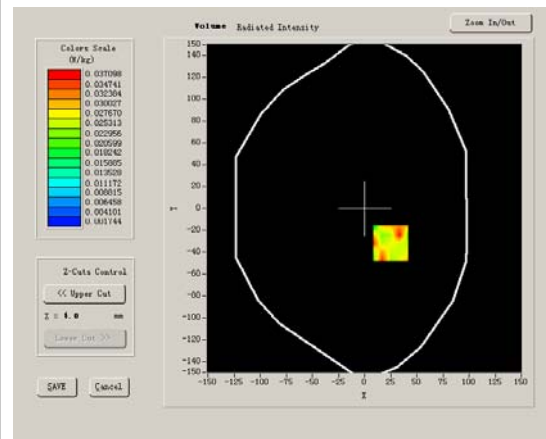 Volume Radiated Intensity
Zoom In/Out
Colors Scale
(W/kg)
0.037098
0.034741
0.032384
0.030027
0.027670
0.025313
0.022956
0.020599
0.018242
0.015885
0.013528
0.011172
0.008815
0.006458
0.004101
0.001744
Z-Cuts Control
<< Upper Cut
Z = 4.0 mm
Lower Cut >>
SAVE
Cancel
150
140
120
100
80
60
40
20
0
-20
-40
-60
-80
-100
-120
-140
-150
Y
-150 -125 -100 -75 -50 -25 0 25 50 75 100 125 150
X